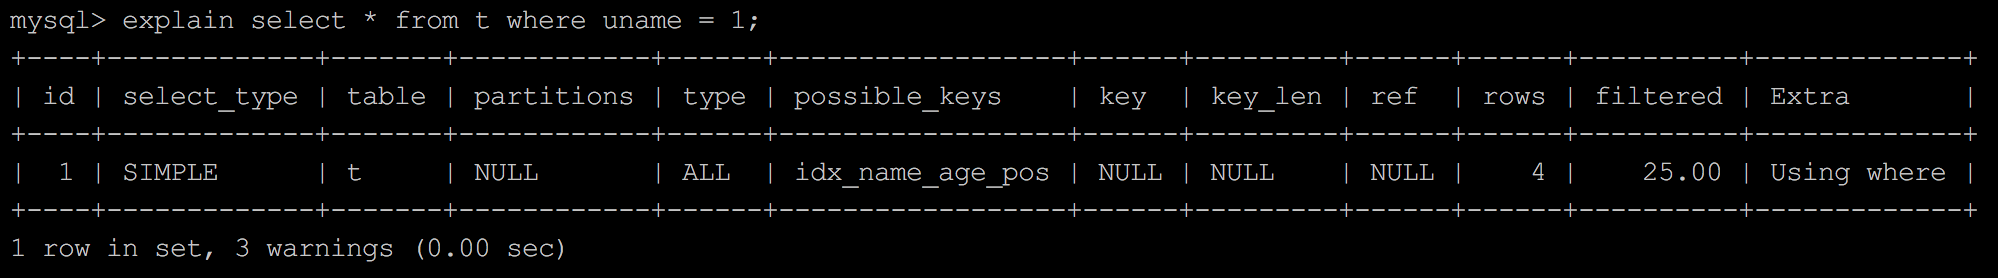 mysql> explain select * from t where uname = 1;
+----+-------------+-------+------------+------+------------------+------+---------+------+------+----------+-------------+
| id | select_type | table | partitions | type | possible_keys    | key  | key_len | ref  | rows | filtered | Extra       |
+----+-------------+-------+------------+------+------------------+------+---------+------+------+----------+-------------+
|  1 | SIMPLE      | t     | NULL       | ALL  | idx_name_age_pos | NULL | NULL    | NULL |    4 |    25.00 | Using where |
+----+-------------+-------+------------+------+------------------+------+---------+------+------+----------+-------------+
1 row in set, 3 warnings (0.00 sec)